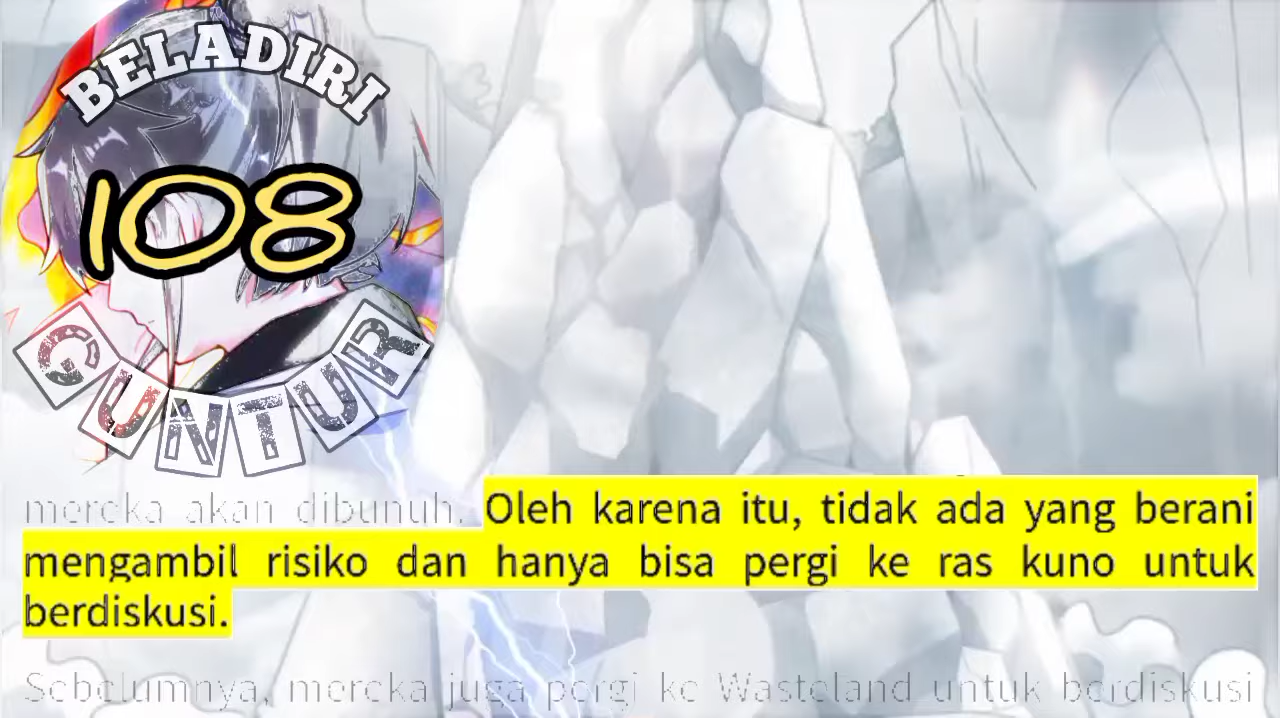 BELADIRI
108
GUNTUR
mereka akan dibunuh. Oleh karena itu, tidak ada yang berani
mengambil risiko dan hanya bisa pergi ke ras kuno untuk
berdiskusi.
Sebelumnya, mereka juga pergi ke Wasteland untuk berdiskusi